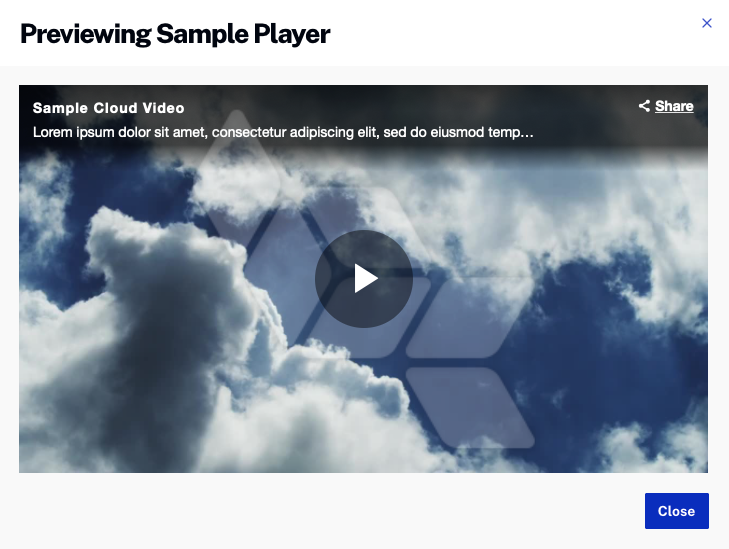 Previewing Sample Player
Sample Cloud Video
Share
Lorem ipsum dolor sit amet, consectetur adipiscing elit, sed do eiusmod temp...
Close